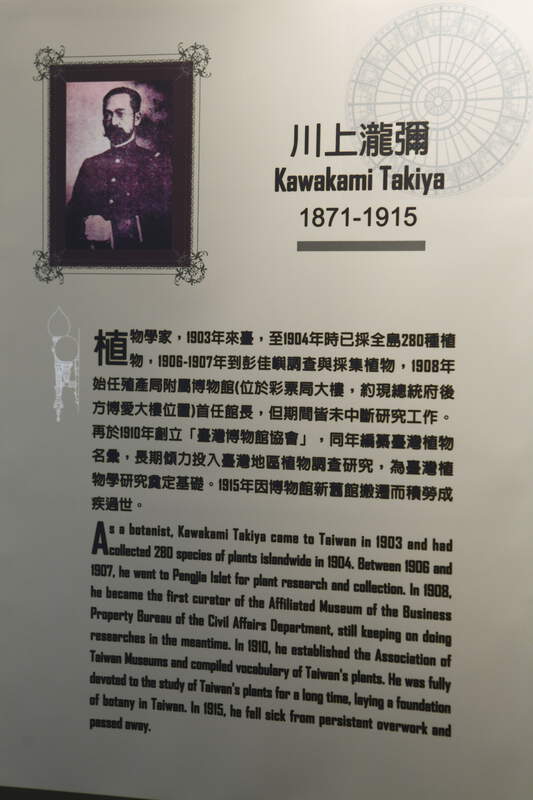 川上瀧彌
Kawakami Takiya
1871-1915
植物學家，1903年來臺，至1904年時已採全島280種植
物，1906-1907年到彭佳嶼調查與採集植物，1908年
始任殖產局附屬博物館(位於彩票局大樓，約現總統府後
方博愛大樓位置)首任館長，但期間皆未中斷研究工作。
再於1910年創立「臺灣博物館協會」，同年編纂臺灣植物
名彙，長期傾力投入臺灣地區植物調查研究，為臺灣植
物學研究奠定基礎。1915年因博物館新舊館搬遷而積勞成
疾過世。
As a botanist, Kawakami Takiya came to Taiwan in 1903 and had
collected 280 species of plants islandwide in 1904. Between 1906 and
1907, he went to Pengjia Islet for plant research and collection. In 1908,
he became the first curator of the Affiliated Museum of the Business
Property Bureau of the Civil Affairs Department, still keeping on doing
researches in the meantime. In 1910, he established the Association of
Taiwan Museums and compiled vocabulary of Taiwan's plants. He was fully
devoted to the study of Taiwan's plants for a long time, laying a foundation
of botany in Taiwan. In 1915, he fell sick from persistent overwork and
passed away.